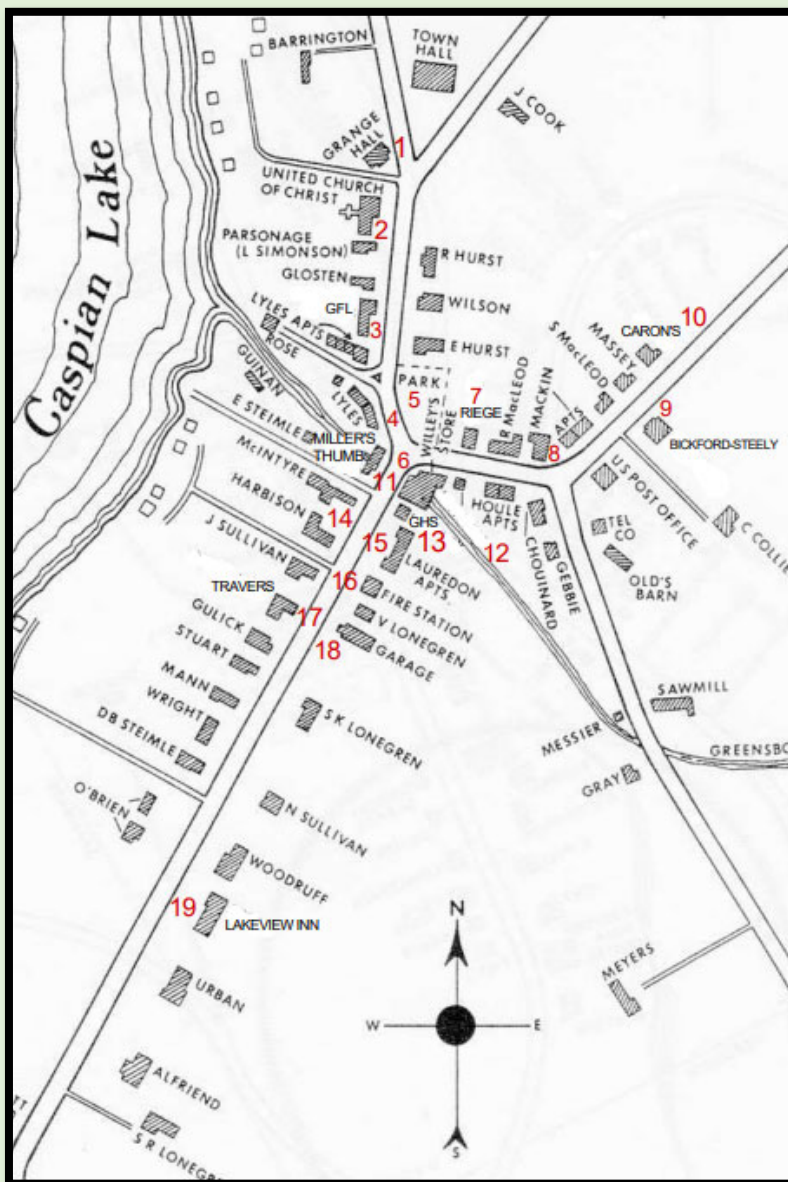 BARRINGTON
TOWN
HALL
J COOK
GRANGE
HALL
1
UNITED CHURCH
OF CHRIST
2
PARSONAGE
(L SIMONSON)
R HURST
GLOSTEN
WILSON
GFL
3
LYLES APTS
E HURST
ROSE
Caspian Lake
10
CARON'S
MASSEY
S MacLEOD
GUINAN
PARK
5
7
RIEGE
R MacLEOD
MACKIN
APTS
9
BICKFORD-STEELY
LYLES
4
E STEIMLE
MILLER'S
THUMB
WILLEY'S
STORE
6
8
McINTYRE
11
US POST OFFICE
HARBISON
14
GHS
13
15
HOULE
APTS
12
CHOUINARD
GEBBIE
TEL
CO
C COLLIE
OLD'S
BARN
J SULLIVAN
LAUREDON
APTS
16
FIRE STATION
TRAVERS
17
V LONEGREN
GULICK
18
GARAGE
STUART
MANN
WRIGHT
SAWMILL
S K LONEGREN
MESSIER
GREENSBO
D B STEIMLE
GRAY
O'BRIEN
N SULLIVAN
WOODRUFF
19
LAKEVIEW INN
N
URBAN
MEYERS
W
E
ALFRIEND
TT
S R LONEGREN
S